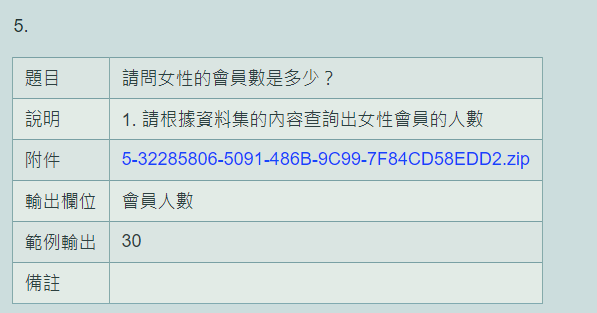 5.
題目 請問女性的會員數是多少？
說明 1. 請根據資料集的內容查詢出女性會員的人數
附件 5-32285806-5091-486B-9C99-7F84CD58EDD2.zip
輸出欄位 會員人數
範例輸出 30
備註